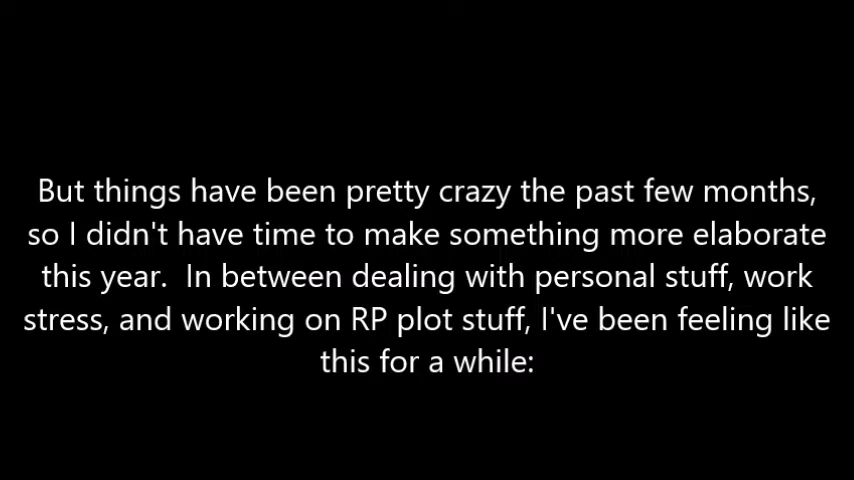 But things have been pretty crazy the past few months,
so I didn't have time to make something more elaborate
this year.  In between dealing with personal stuff, work
stress, and working on RP plot stuff, I've been feeling like
this for a while: